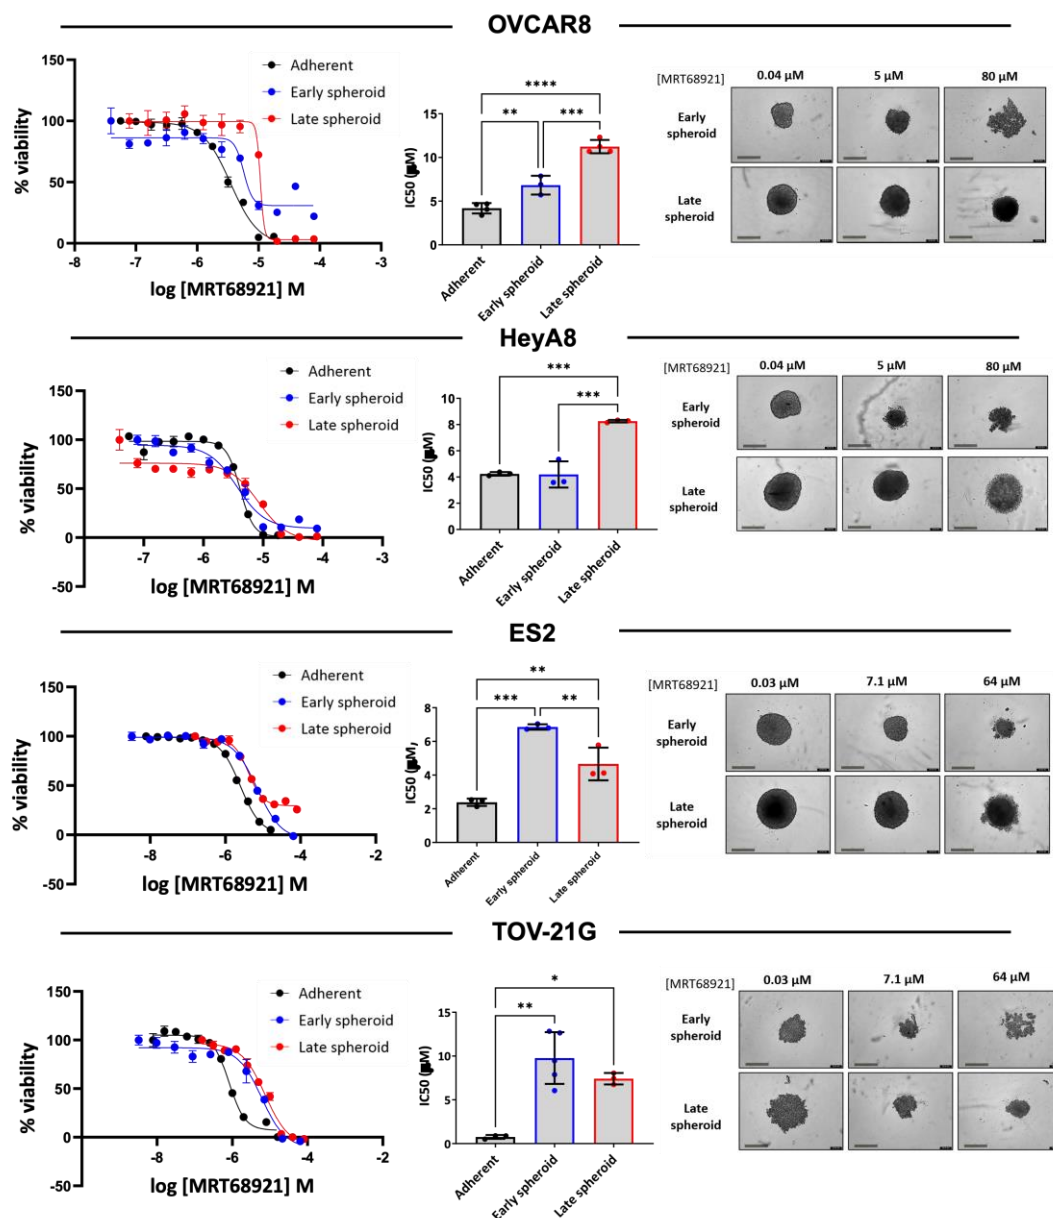 OVCAR8
150
100
50
0
-8
-7
-6
-5
-4
-3
% viability
log [MRT68921] M
Adherent
Early spheroid
Late spheroid
****
**
***
15
10
5
0
Adherent
Early spheroid
Late spheroid
[MRT68921]
0.04 µM
5 µM
80 µM
Early
spheroid
Late
spheroid
HeyA8
150
100
50
0
-50
-7
-6
-5
-4
-3
% viability
log [MRT68921] M
Adherent
Early spheroid
Late spheroid
***
***
10
8
6
4
2
0
Adherent
Early spheroid
Late spheroid
[MRT68921]
0.04 µM
5 µM
80 µM
Early
spheroid
Late
spheroid
ES2
150
100
50
0
-50
-8
-6
-4
-2
% viability
log [MRT68921] M
Adherent
Early spheroid
Late spheroid
**
***
**
8
6
4
2
0
Adherent
Early spheroid
Late spheroid
[MRT68921]
0.03 µM
7.1 µM
64 µM
Early
spheroid
Late
spheroid
TOV-21G
150
100
50
0
-50
-8
-6
-4
-2
% viability
log [MRT68921] M
Adherent
Early spheroid
Late spheroid
*
**
15
10
5
0
Adherent
Early spheroid
Late spheroid
[MRT68921]
0.03 µM
7.1 µM
64 µM
Early
spheroid
Late
spheroid